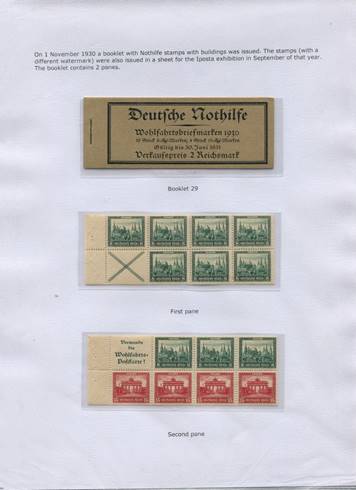 On 1 November 1930 a booklet with Nothilfe stamps with buildings was issued. The stamps (with a
different watermark) were also issued in a sheet for the Iposta exhibition in September of that year.
The booklet contains 2 panes.
Deutsche Nothilfe
Wohlfahrtsbriefmarken 1930
Gültig bis 30. Juni 1931
Verkaufspreis 2 Reichsmark
Booklet 29
First pane
Verwende
die
Wohlfahrts-
Postkarte!
Second pane